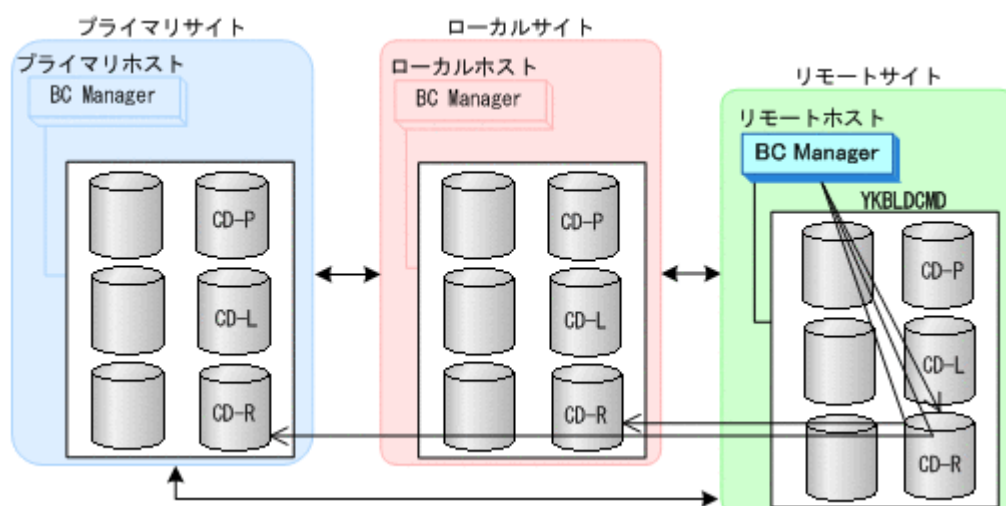 プライマリサイト
プライマリホスト
BC Manager
CD-P
CD-L
CD-R
ローカルサイト
ローカルホスト
BC Manager
CD-P
CD-L
CD-R
リモートサイト
リモートホスト
BC Manager
YKBLDCMD
CD-P
CD-L
CD-R